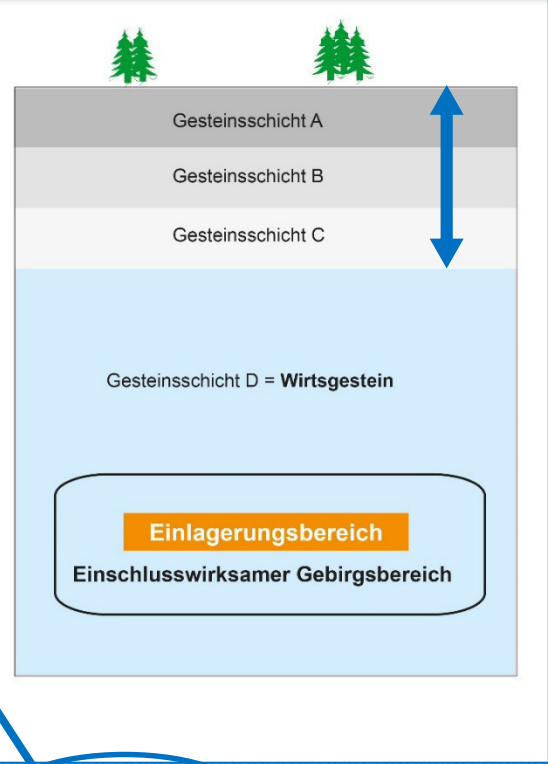 Gesteinsschicht A
Gesteinsschicht B
Gesteinsschicht C
Gesteinsschicht D = Wirtsgestein
Einlagerungsbereich
Einschlusswirksamer Gebirgsbereich